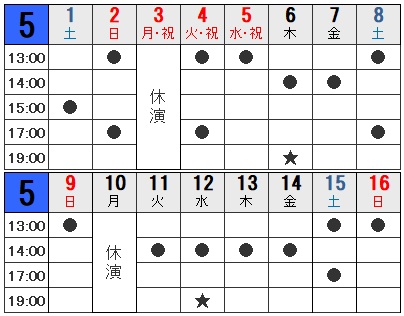 5 1 2 3 4 5 6 7 8
土 日 月・祝 火・祝 水・祝 木 金 土
13:00 ● ● ● ●
14:00 ● ●
休演
15:00 ●
17:00 ● ● ●
19:00 ★
5 9 10 11 12 13 14 15 16
日 月 火 水 木 金 土 日
13:00 ● ● ●
14:00 ● ● ● ●
休演
17:00 ●
19:00 ★